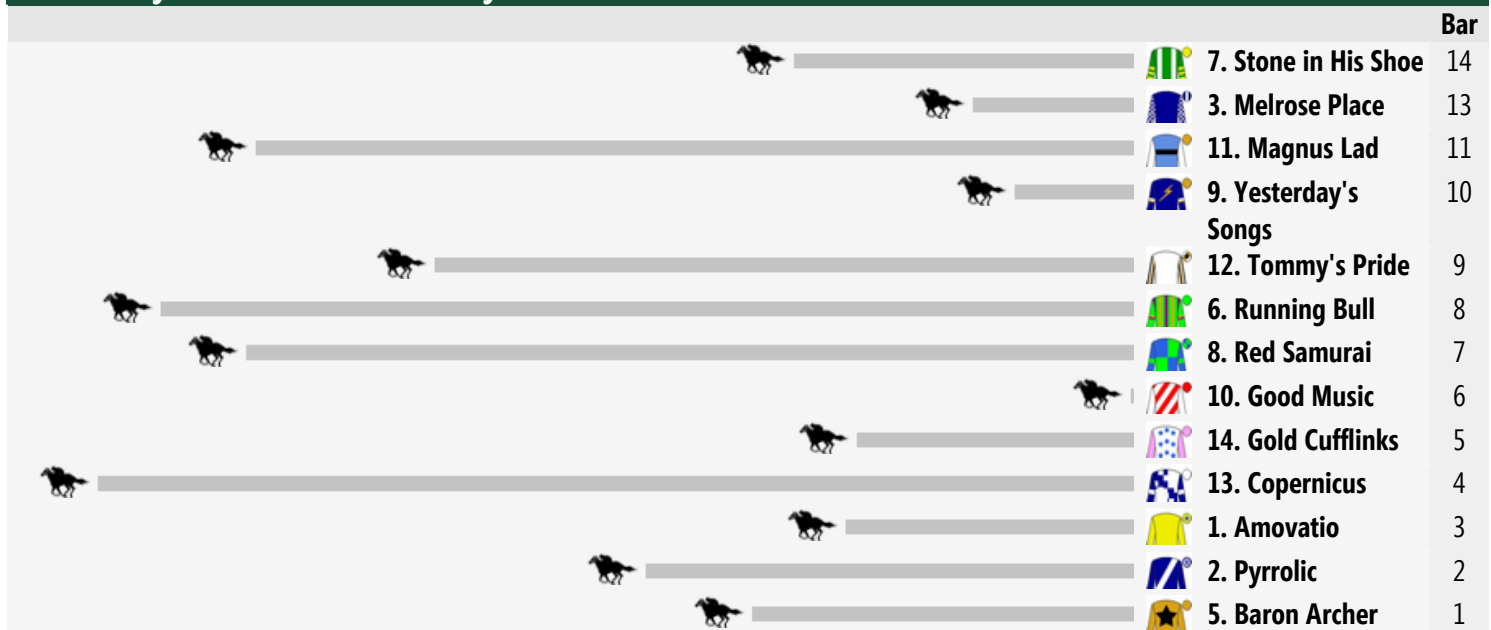 Bar
7. Stone in His Shoe 14
3. Melrose Place 13
11. Magnus Lad 11
9. Yesterday's 10
Songs
12. Tommy's Pride 9
6. Running Bull 8
8. Red Samurai 7
10. Good Music 6
14. Gold Cufflinks 5
13. Copernicus 4
1. Amovatio 3
2. Pyrrolic 2
5. Baron Archer 1